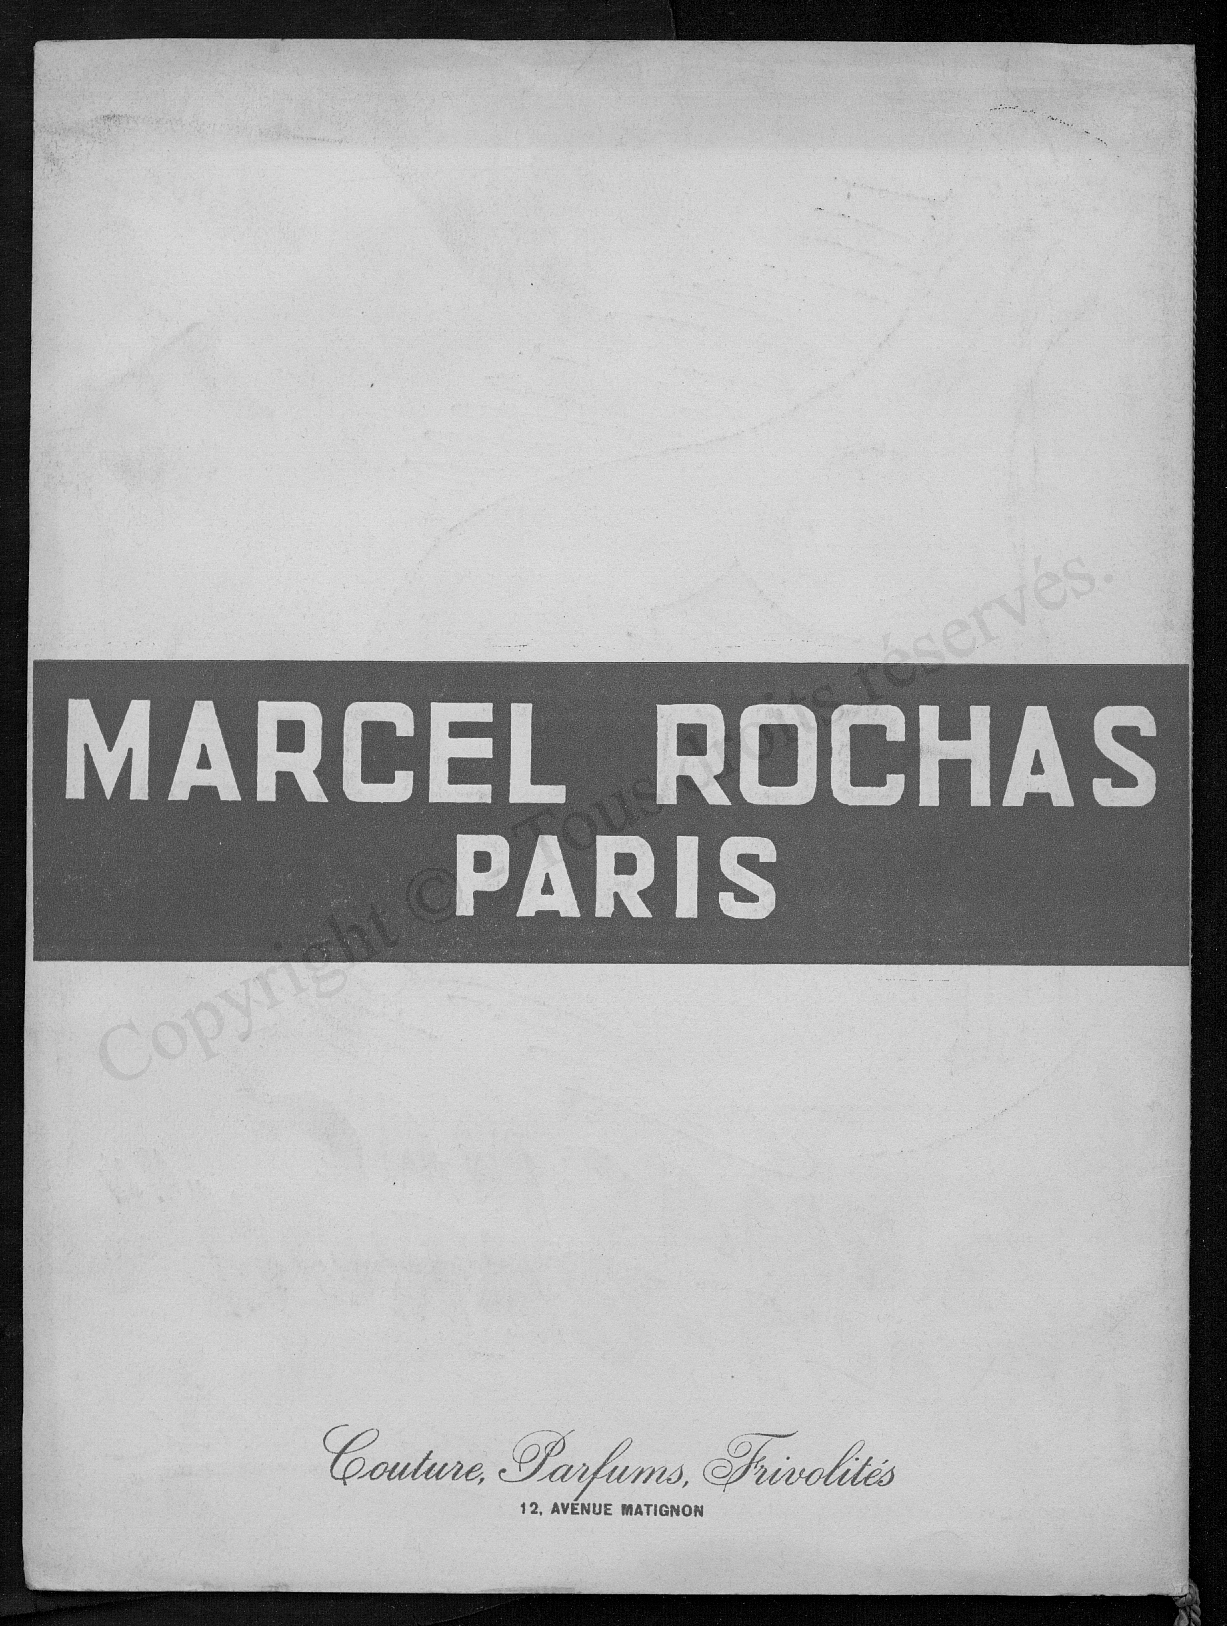 MARCEL ROCHAS
PARIS
Copyright © Tous droits réservés.
Couture, Parfums, Frivolités
12, AVENUE MATIGNON